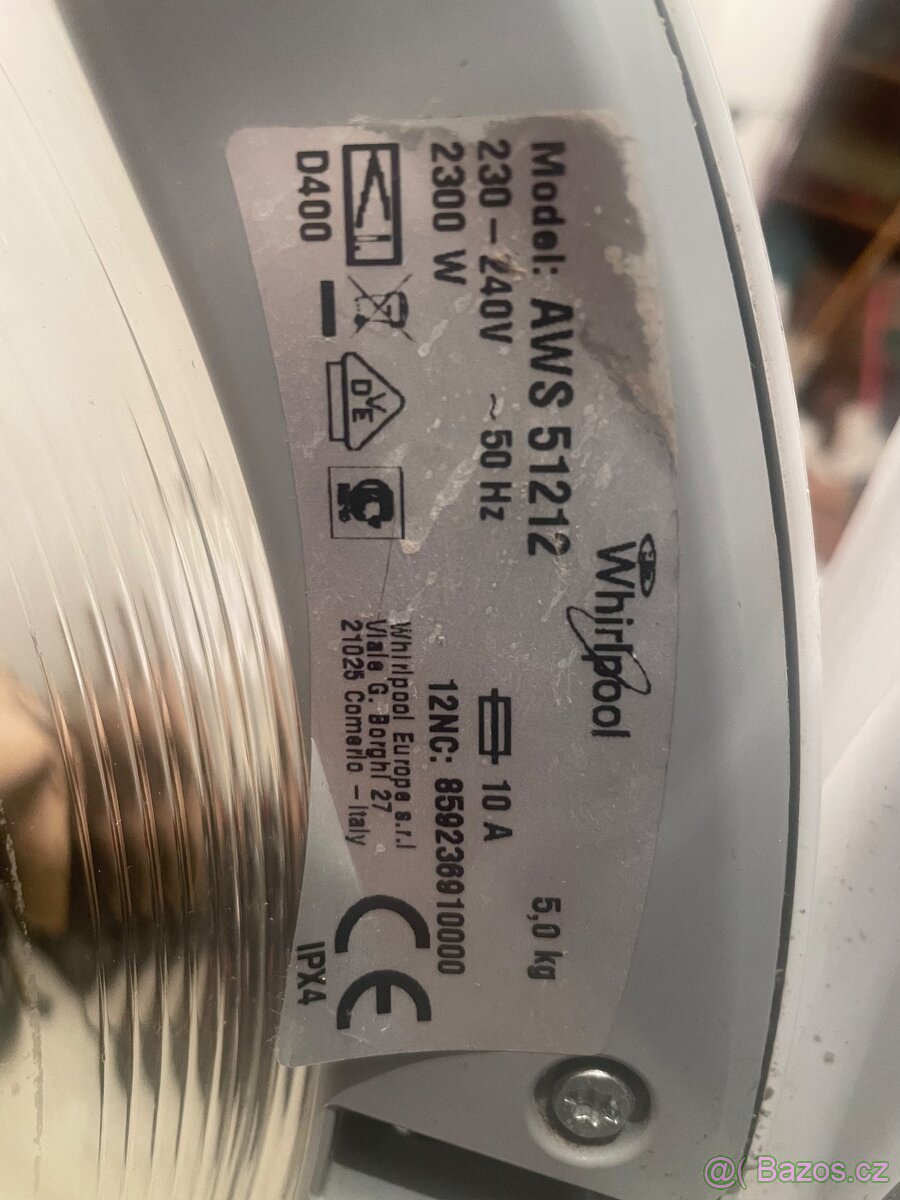 Whirlpool
Model: AWS 51212
5,0 kg
230 – 240V ~ 50 Hz
10 A
2300 W
12NC: 859236910000
DVE
Whirlpool Europe s.r.l
Viale G. Borghi 27
21025 Comerio – Italy
CE
D400
IPX4
@ Bazos.cz